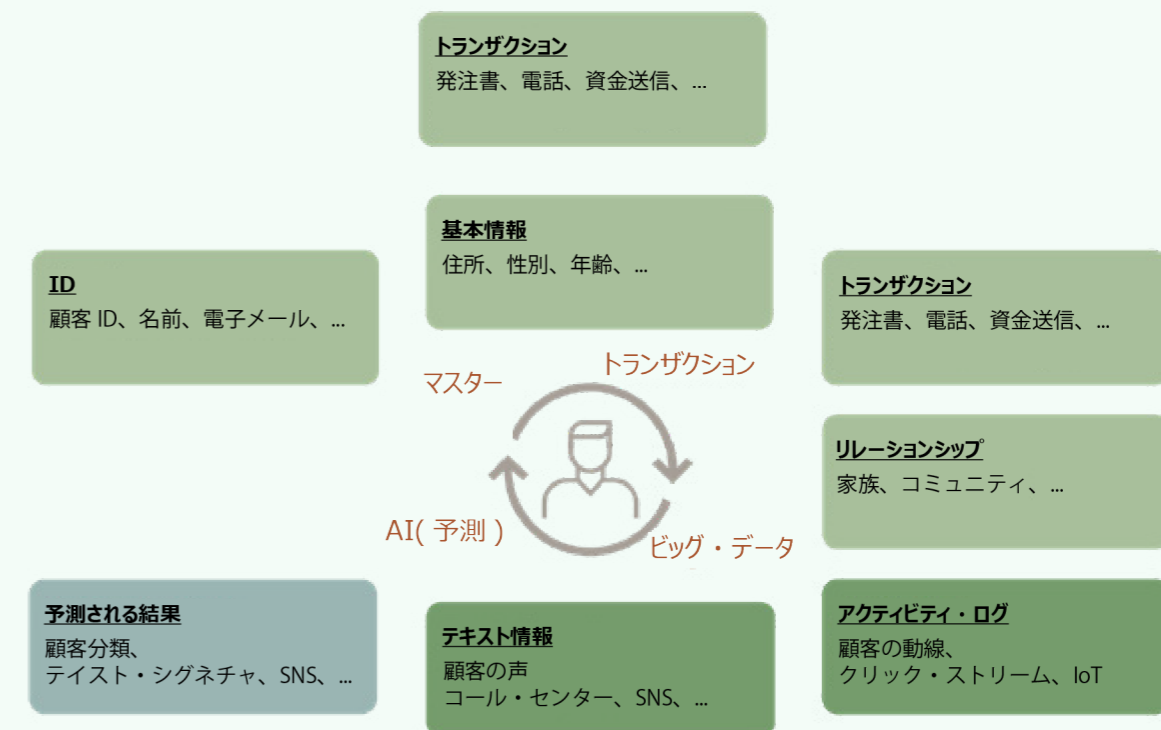 トランザクション
発注書、電話、資金送信、...
基本情報
住所、性別、年齢、...
ID
顧客 ID、名前、電子メール、...
トランザクション
発注書、電話、資金送信、...
マスター
トランザクション
リレーションシップ
家族、コミュニティ、...
AI( 予測 )
ビッグ・データ
予測される結果
顧客分類、
テイスト・シグネチャ、SNS、...
テキスト情報
顧客の声
コール・センター、SNS、...
アクティビティ・ログ
顧客の動線、
クリック・ストリーム、IoT